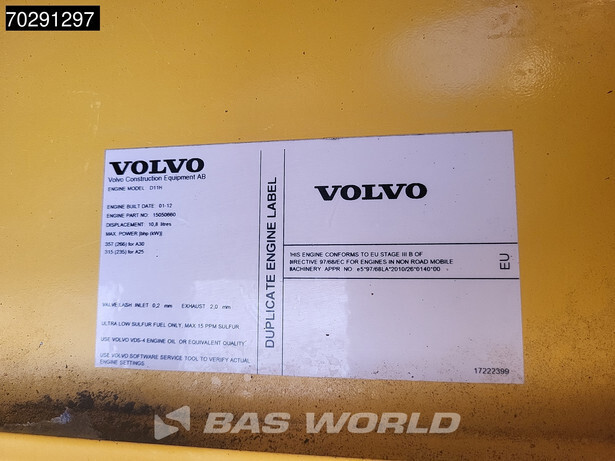 70291297
VOLVO
Volvo Construction Equipment AB
ENGINE MODEL D11H
ENGINE BUILT DATE 01-12
ENGINE PART NUMBER 15050660
DISPLACEMENT 10,8 litres
MAX. POWER [bhp (kW)]
357 (266) for A30
315 (235) for A25
VALVE LASH INLET 0,2 mm EXHAUST 2,0 mm
ULTRA LOW SULFUR FUEL ONLY, MAX 15 PPM SULFUR
USE VOLVO VDS-4 ENGINE OIL OR EQUIVALENT QUALITY
USE VOLVO SOFTWARE SERVICE TOOL TO VERIFY ACTUAL
ENGINE SETTINGS
DUPLICATE ENGINE LABEL
VOLVO
THIS ENGINE CONFORMS TO EU STAGE III B OF
DIRECTIVE 97/68/EC FOR ENGINES IN NON ROAD MOBILE
MACHINERY APPR NO e5*97/68LA*2010/26*0140*00
EU
17222399
BAS WORLD